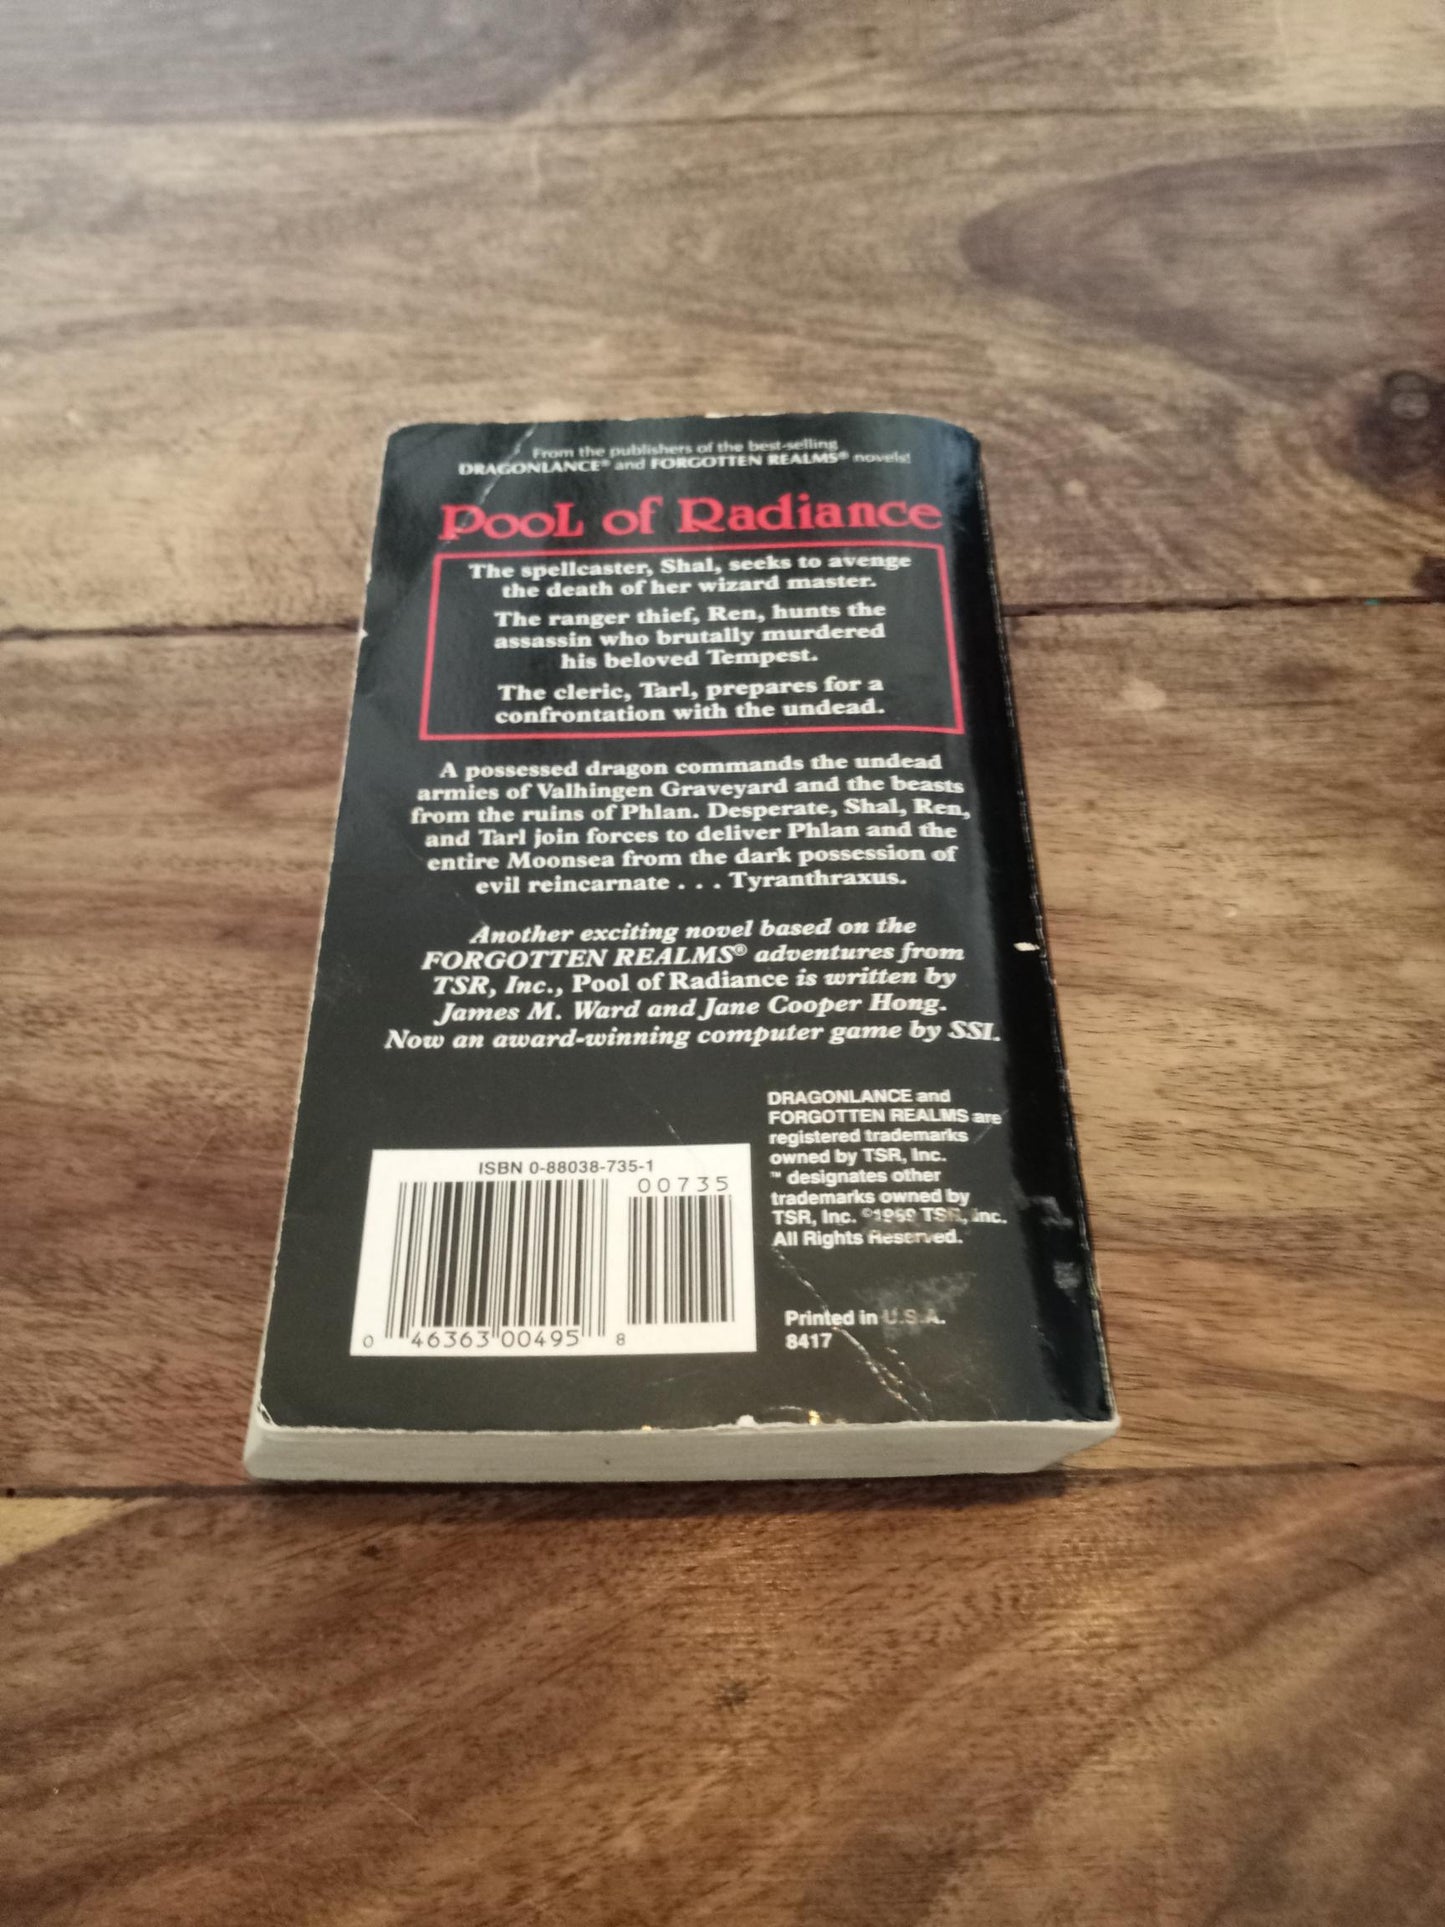 From the publishers of the best-selling
DRAGONLANCE® and FORGOTTEN REALMS® novels!
Pool of Radiance
The spellcaster, Shal, seeks to avenge
the death of her wizard master.
The ranger thief, Ren, hunts the
assassin who brutally murdered
his beloved Tempest.
The cleric, Tarl, prepares for a
confrontation with the undead.
A possessed dragon commands the undead
armies of Valhingen Graveyard and the beasts
from the ruins of Phlan. Desperate, Shal, Ren,
and Tarl join forces to deliver Phlan and the
entire Moonsea from the dark possession of
evil reincarnate . . . Tyranthraxus.
Another exciting novel based on the
FORGOTTEN REALMS® adventures from
TSR, Inc., Pool of Radiance is written by
James M. Ward and Jane Cooper Hong.
Now an award-winning computer game by SSI.
DRAGONLANCE and
FORGOTTEN REALMS are
registered trademarks
owned by TSR, Inc.
™ designates other
trademarks owned by
TSR, Inc. ©1989 TSR, Inc.
All Rights Reserved.
Printed in U.S.A.
8417
ISBN 0-88038-735-1
00735
0 46363 00495 8